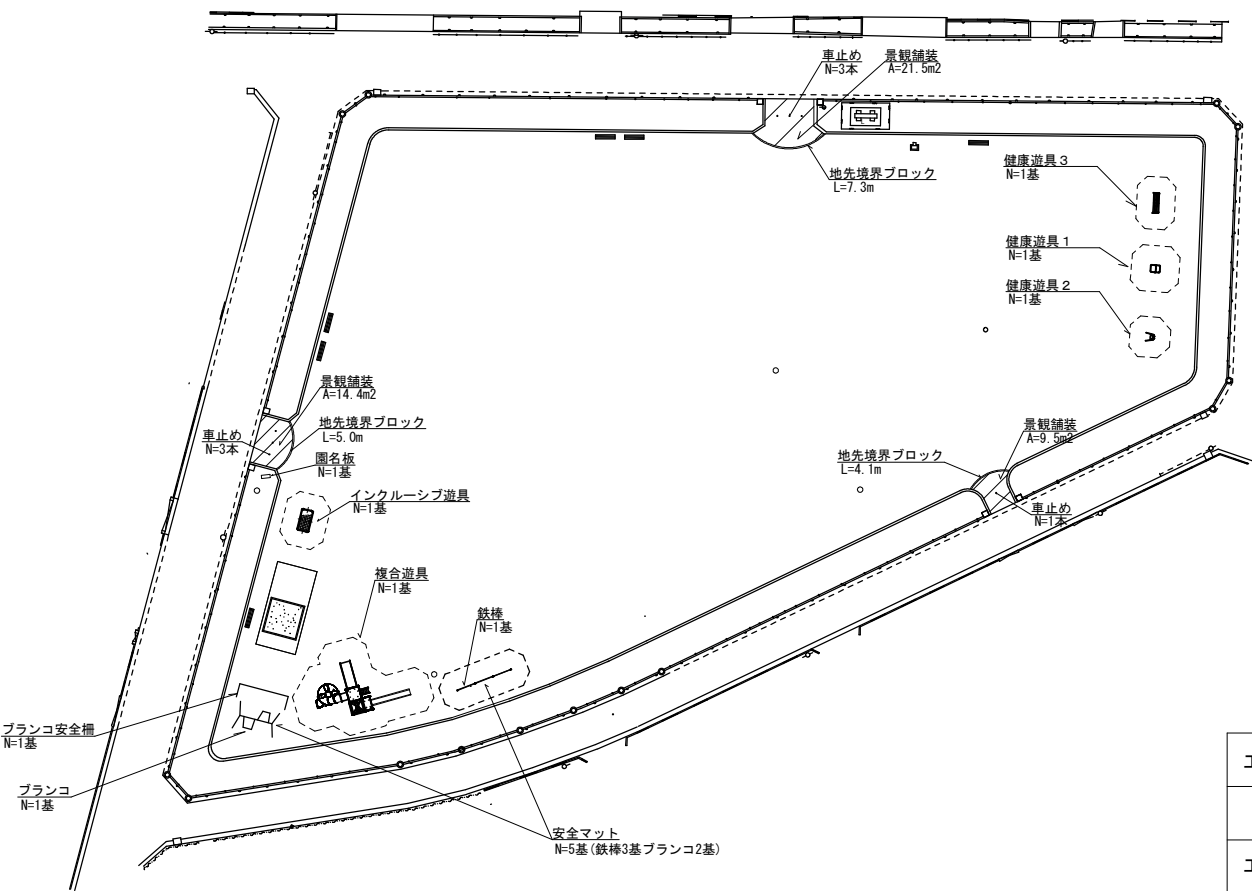 車止め
N=3本
景観舗装
A=21.5m2
地先境界ブロック
L=7.3m
健康遊具3
N=1基
健康遊具1
N=1基
健康遊具2
N=1基
景観舗装
A=14.4m2
地先境界ブロック
L=5.0m
車止め
N=3本
園名板
N=1基
インクルーシブ遊具
N=1基
景観舗装
A=9.5m2
地先境界ブロック
L=4.1m
車止め
N=1本
複合遊具
N=1基
鉄棒
N=1基
ブランコ安全柵
N=1基
ブランコ
N=1基
安全マット
N=5基(鉄棒3基ブランコ2基)